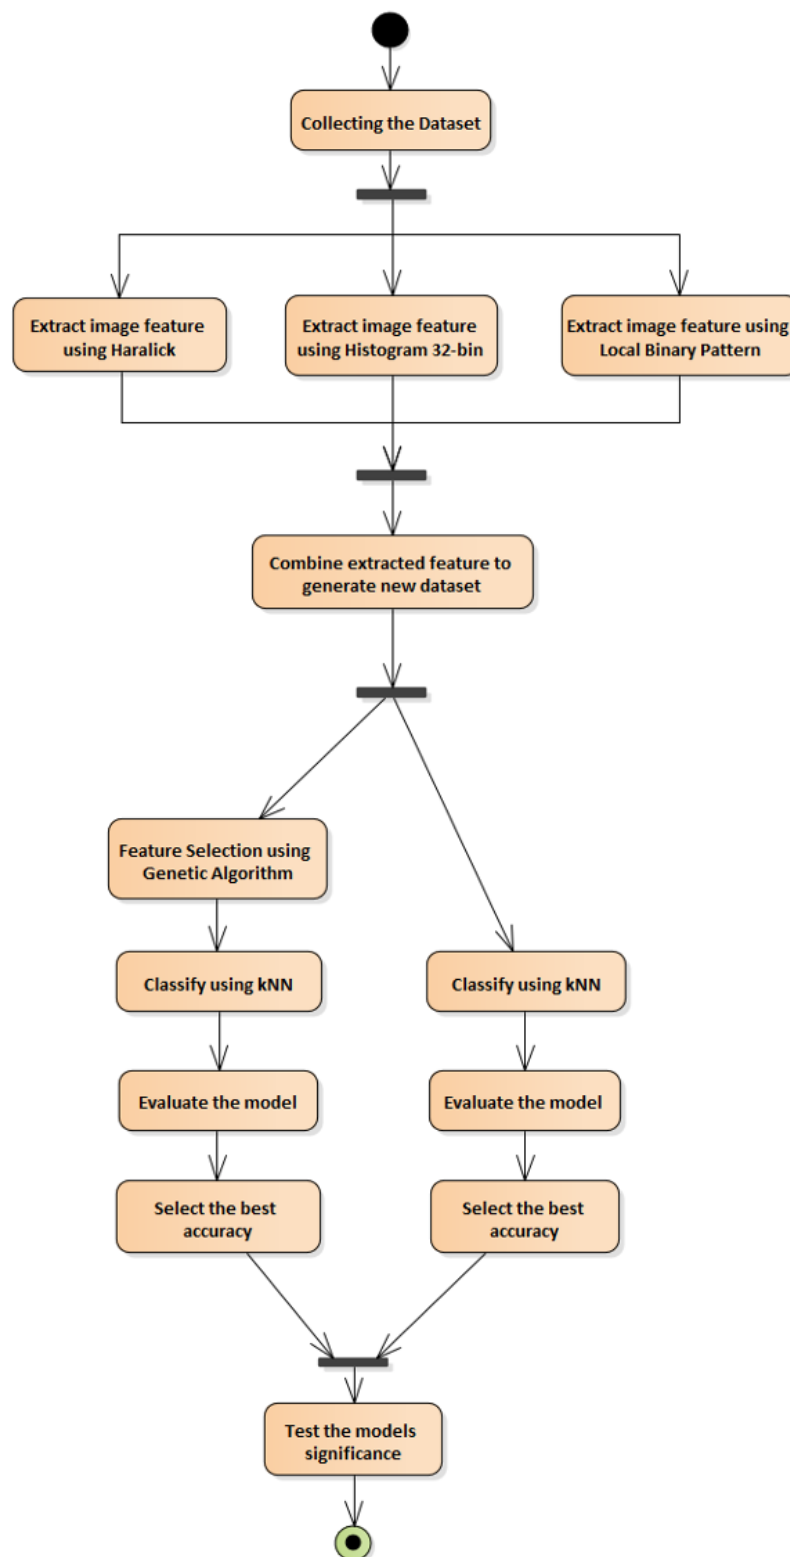 Collecting the Dataset
Extract image feature
using Haralick
Extract image feature
using Histogram 32-bin
Extract image feature using
Local Binary Pattern
Combine extracted feature to
generate new dataset
Feature Selection using
Genetic Algorithm
Classify using kNN
Classify using kNN
Evaluate the model
Evaluate the model
Select the best
accuracy
Select the best
accuracy
Test the models
significance